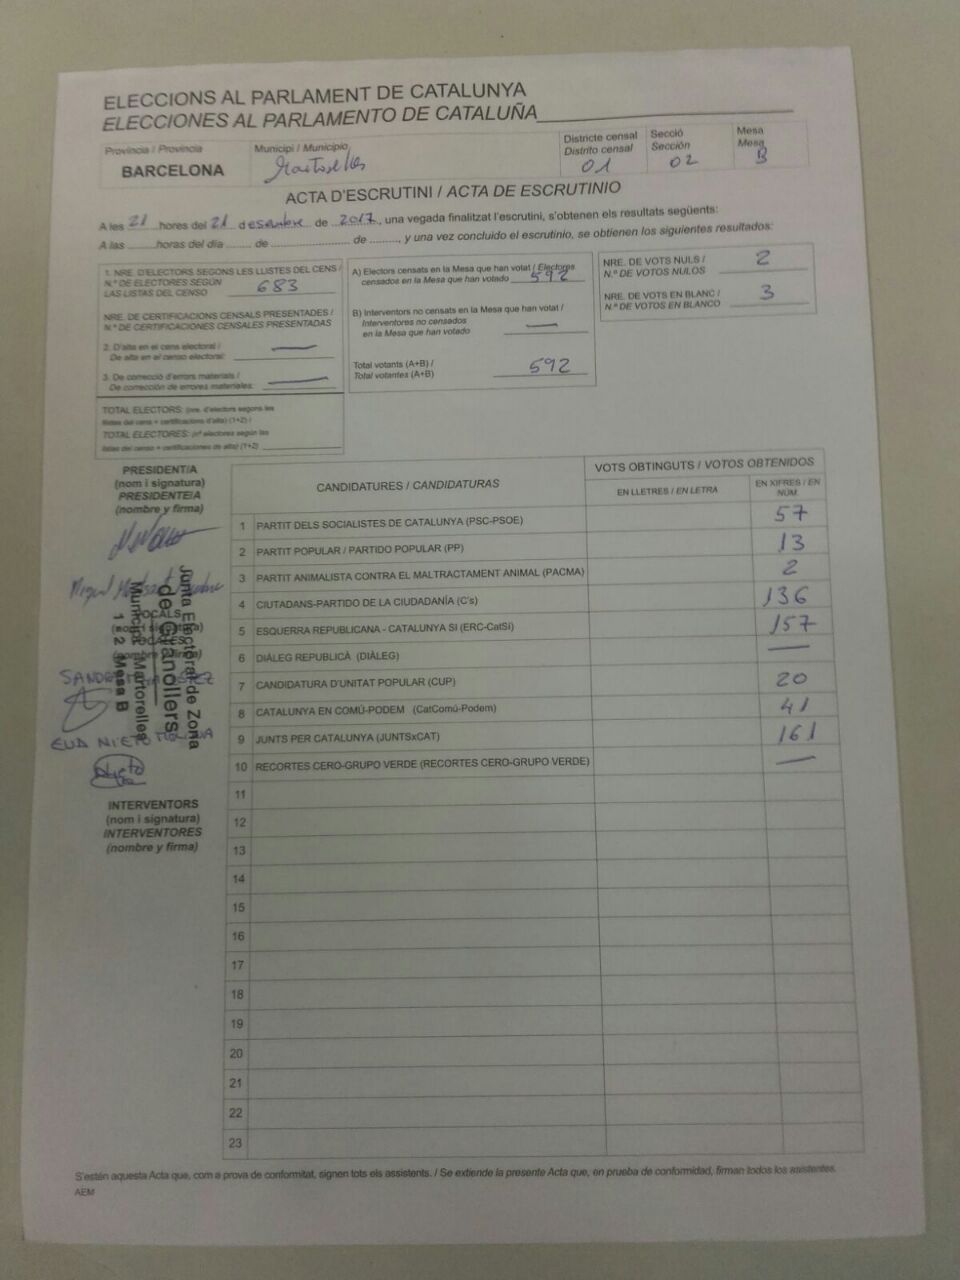 ELECCIONS AL PARLAMENT DE CATALUNYA
ELECCIONES AL PARLAMENTO DE CATALUÑA
Provincia / Provincia
BARCELONA
Municipi / Municipio
Martorelles
Districte censal
Distrito censal
01
Secció
Sección
02
Mesa
Mesa
B
ACTA D'ESCRUTINI / ACTA DE ESCRUTINIO
A les 21 hores del 21 desembre de 2017, una vegada finalitzat l'escrutini, s'obtenen els resultats següents:
A las ______ horas del día ...... de ........................ de ........, y una vez concluido el escrutinio, se obtienen los siguientes resultados:
1. NRE. D'ELECTORS SEGONS LES LLISTES DEL CENS /
N.º DE ELECTORES SEGÚN
LAS LISTAS DEL CENSO 683
NRE. DE CERTIFICACIONS CENSALS PRESENTADES /
N.º DE CERTIFICACIONES CENSALES PRESENTADAS
2. D'alta en el cens electoral / —
De alta en el censo electoral:
3. De correcció d'errors materials / —
De corrección de errores materiales:
TOTAL ELECTORS: (nre. d'electors segons les
llistes del cens + certificacions d'alta) (1+2) /
TOTAL ELECTORES: (nº electores según las
listas del censo + certificaciones de alta) (1+2)
A) Electors censats en la Mesa que han votat / Electores
censados en la Mesa que han votado 592
B) Interventors no censats en la Mesa que han votat /
Interventores no censados
en la Mesa que han votado —
Total votants (A+B) /
Total votantes (A+B) 592
NRE. DE VOTS NULS /
N.º DE VOTOS NULOS 2
NRE. DE VOTS EN BLANC /
N.º DE VOTOS EN BLANCO 3
PRESIDENT/A
(nom i signatura)
PRESIDENTE/A
(nombre y firma)
Miquel
VOCALS
EVA NIETO MOLINA
Junta Electoral de Zona
de Granollers
Municipi Martorelles
1 2 Mesa B
INTERVENTORS
(nom i signatura)
INTERVENTORES
(nombre y firma)
CANDIDATURES / CANDIDATURAS
VOTS OBTINGUTS / VOTOS OBTENIDOS
EN LLETRES / EN LETRA
EN XIFRES / EN
NÚM.
1 PARTIT DELS SOCIALISTES DE CATALUNYA (PSC-PSOE) 57
2 PARTIT POPULAR / PARTIDO POPULAR (PP) 13
3 PARTIT ANIMALISTA CONTRA EL MALTRACTAMENT ANIMAL (PACMA) 2
4 CIUTADANS-PARTIDO DE LA CIUDADANÍA (C's) 136
5 ESQUERRA REPUBLICANA - CATALUNYA SI (ERC-CatSí) 157
6 DIÀLEG REPUBLICÀ (DIÀLEG) —
7 CANDIDATURA D'UNITAT POPULAR (CUP) 20
8 CATALUNYA EN COMÚ-PODEM (CatComú-Podem) 41
9 JUNTS PER CATALUNYA (JUNTSxCAT) 161
10 RECORTES CERO-GRUPO VERDE (RECORTES CERO-GRUPO VERDE) —
11
12
13
14
15
16
17
18
19
20
21
22
23
S'estén aquesta Acta que, com a prova de conformitat, signen tots els assistents. / Se extiende la presente Acta que, en prueba de conformidad, firman todos los asistentes.
AEM